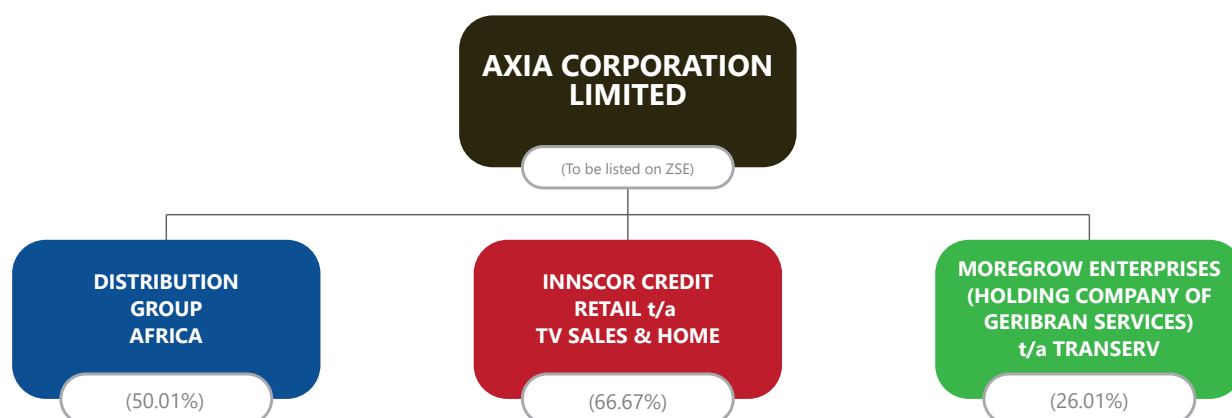 AXIA CORPORATION
LIMITED
(To be listed on ZSE)
DISTRIBUTION
GROUP
AFRICA
(50.01%)
INNSCOR CREDIT
RETAIL t/a
TV SALES & HOME
(66.67%)
MOREGROW ENTERPRISES
(HOLDING COMPANY OF
GERIBRAN SERVICES)
t/a TRANSERV
(26.01%)